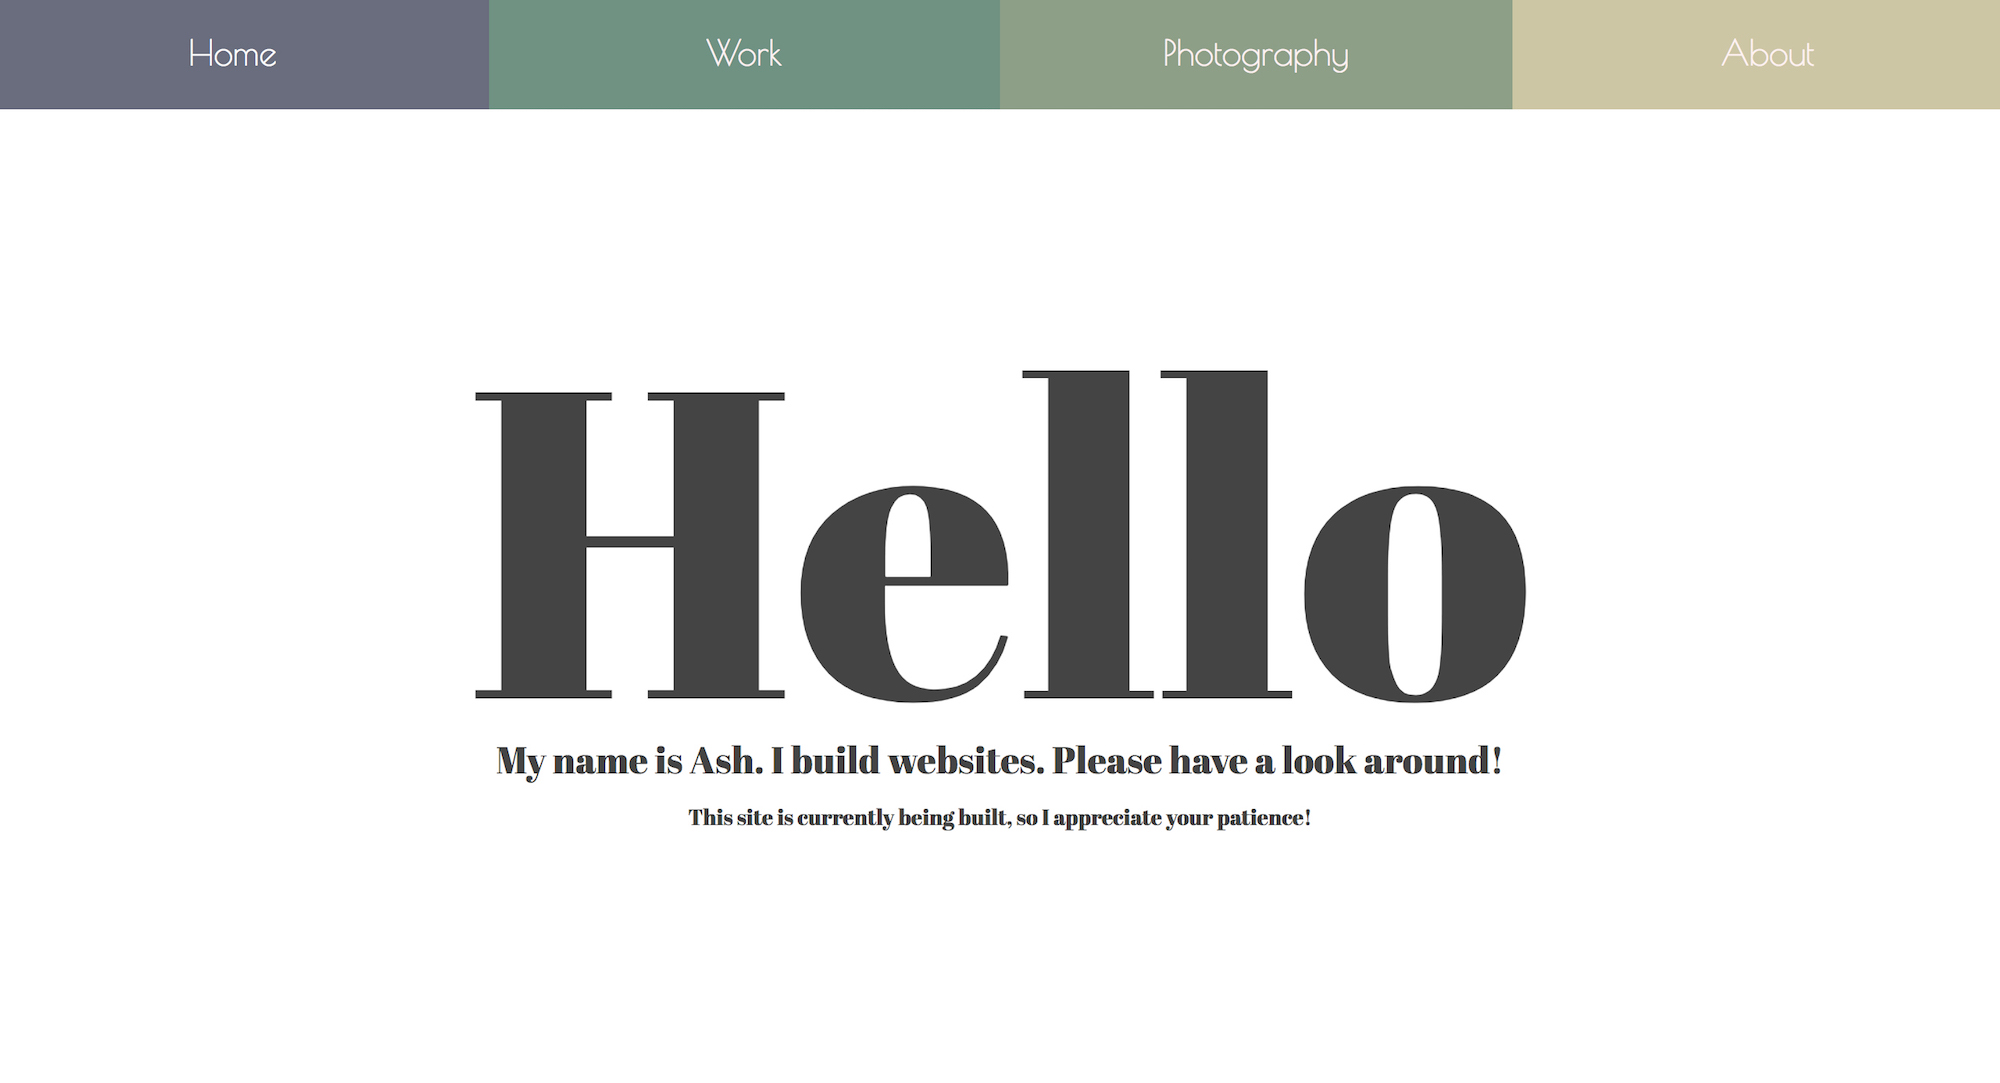 Home Work Photography About
Hello
My name is Ash. I build websites. Please have a look around!
This site is currently being built, so I appreciate your patience!